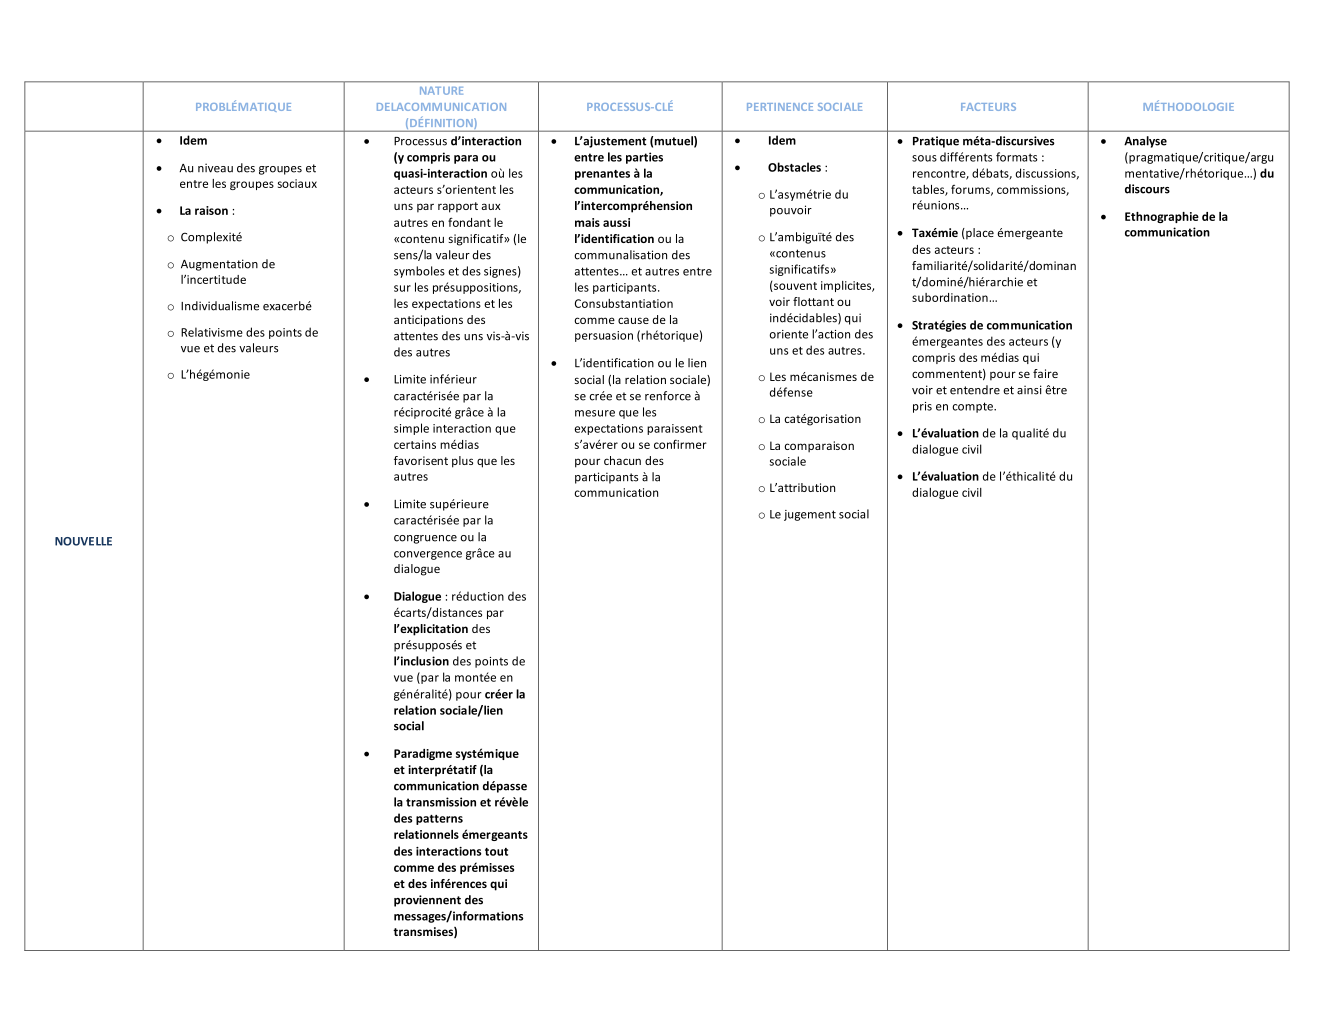 PROBLÉMATIQUE
NATURE
DELACOMMUNICATION
(DÉFINITION)
PROCESSUS-CLÉ
PERTINENCE SOCIALE
FACTEURS
MÉTHODOLOGIE
NOUVELLE
• Idem
• Au niveau des groupes et
entre les groupes sociaux
• La raison :
o Complexité
o Augmentation de
l’incertitude
o Individualisme exacerbé
o Relativisme des points de
vue et des valeurs
o L’hégémonie
• Processus d’interaction
(y compris para ou
quasi-interaction) où les
acteurs s’orientent les
uns par rapport aux
autres en fondant le
«contenu significatif» (le
sens/la valeur des
symboles et des signes)
sur les présuppositions,
les expectations et les
anticipations des
attentes des uns vis-à-vis
des autres
• Limite inférieur
caractérisée par la
réciprocité grâce à la
simple interaction que
certains médias
favorisent plus que les
autres
• Limite supérieure
caractérisée par la
congruence ou la
convergence grâce au
dialogue
• Dialogue : réduction des
écarts/distances par
l’explicitation des
présupposés et
l’inclusion des points de
vue (par la montée en
généralité) pour créer la
relation sociale/lien
social
• Paradigme systémique
et interprétatif (la
communication dépasse
la transmission et révèle
des patterns
relationnels émergeants
des interactions tout
comme des prémisses
et des inférences qui
proviennent des
messages/informations
transmises)
• L’ajustement (mutuel)
entre les parties
prenantes à la
communication,
l’intercompréhension
mais aussi
l’identification ou la
communalisation des
attentes… et autres entre
les participants.
Consubstantiation
comme cause de la
persuasion (rhétorique)
• L’identification ou le lien
social (la relation sociale)
se crée et se renforce à
mesure que les
expectations paraissent
s’avérer ou se confirmer
pour chacun des
participants à la
communication
• Idem
• Obstacles :
o L’asymétrie du
pouvoir
o L’ambiguïté des
«contenus
significatifs»
(souvent implicites,
voir flottant ou
indécidables) qui
oriente l’action des
uns et des autres.
o Les mécanismes de
défense
o La catégorisation
o La comparaison
sociale
o L’attribution
o Le jugement social
• Pratique méta-discursives
sous différents formats :
rencontre, débats, discussions,
tables, forums, commissions,
réunions…
• Taxémie (place émergeante
des acteurs :
familiarité/solidarité/dominan
t/dominé/hiérarchie et
subordination…
• Stratégies de communication
émergeantes des acteurs (y
compris des médias qui
commentent) pour se faire
voir et entendre et ainsi être
pris en compte.
• L’évaluation de la qualité du
dialogue civil
• L’évaluation de l’éthicalité du
dialogue civil
• Analyse
(pragmatique/critique/argu
mentative/rhétorique…) du
discours
• Ethnographie de la
communication